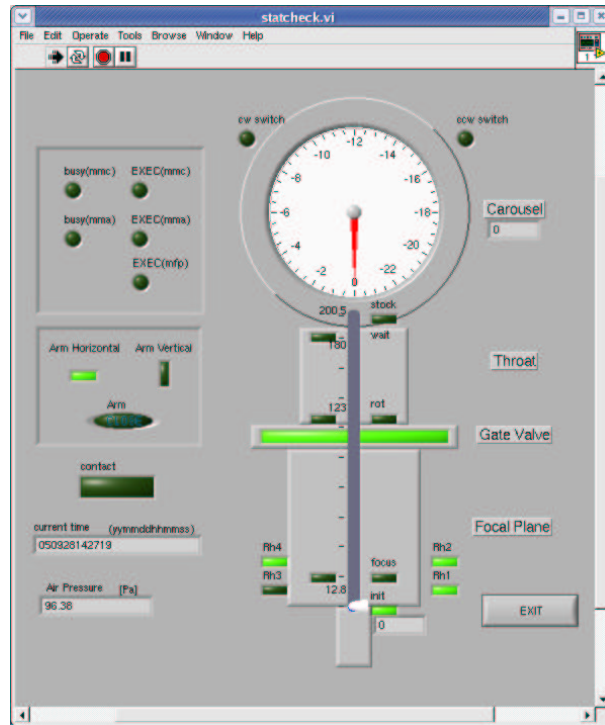 statcheck.vi
File Edit Operate Tools Browse Window Help
1
cw switch
ccw switch
-12
-10 -14
-8 -16
-6 -18
-4 -20
-2 -22
0
busy(mmc) EXEC(mmc)
busy(mma) EXEC(mma)
EXEC(mfp)
Carousel
0
200.5 stock
180 wait
Throat
Arm Horizontal Arm Vertical
Arm
123 rot
Gate Valve
contact
current time (yymmddhhmmss)
050928142719
Focal Plane
Rh4 focus Rh2
Rh3 Rh1
12.8 init
0
Air Pressure [Pa]
96.38
EXIT